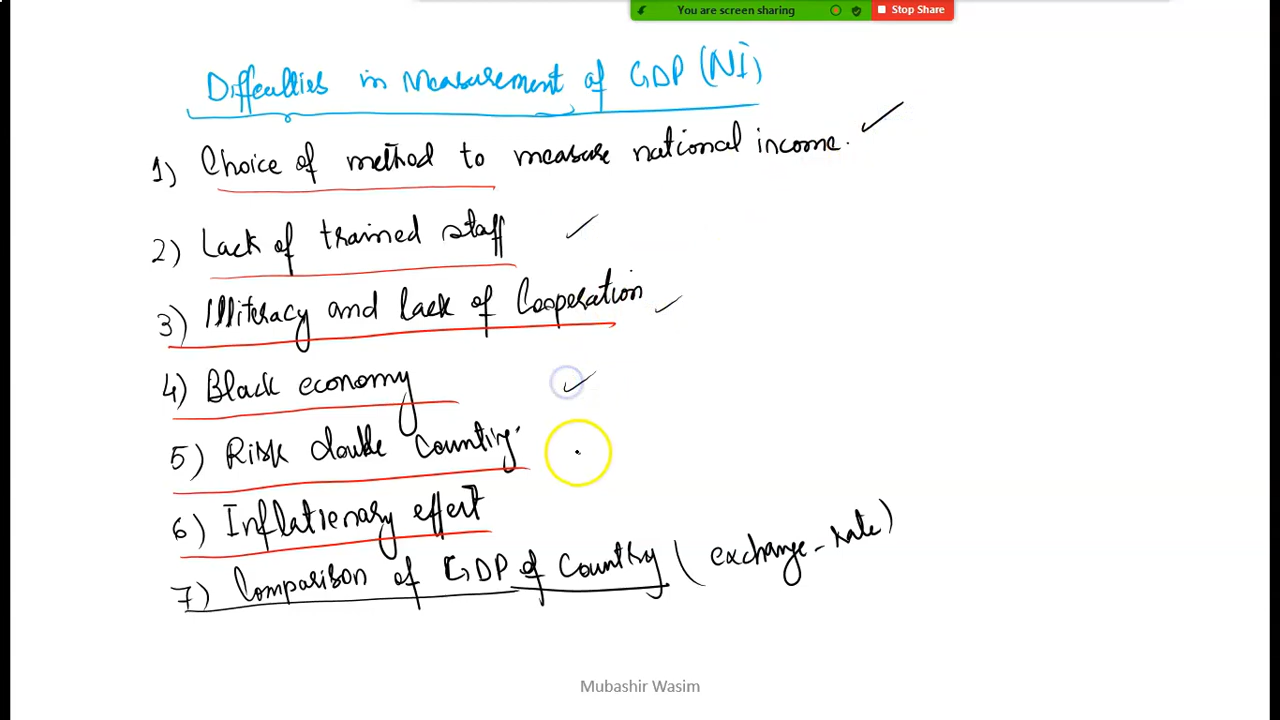 You are screen sharing Stop Share
Difficulties in Measurement of GDP (NI)
1) Choice of method to measure national income.
2) Lack of trained staff
3) Illiteracy and lack of Cooperation
4) Black economy
5) Risk double Counting.
6) Inflationary effect
7) Comparison of GDP of Country ( exchange-rate)
Mubashir Wasim